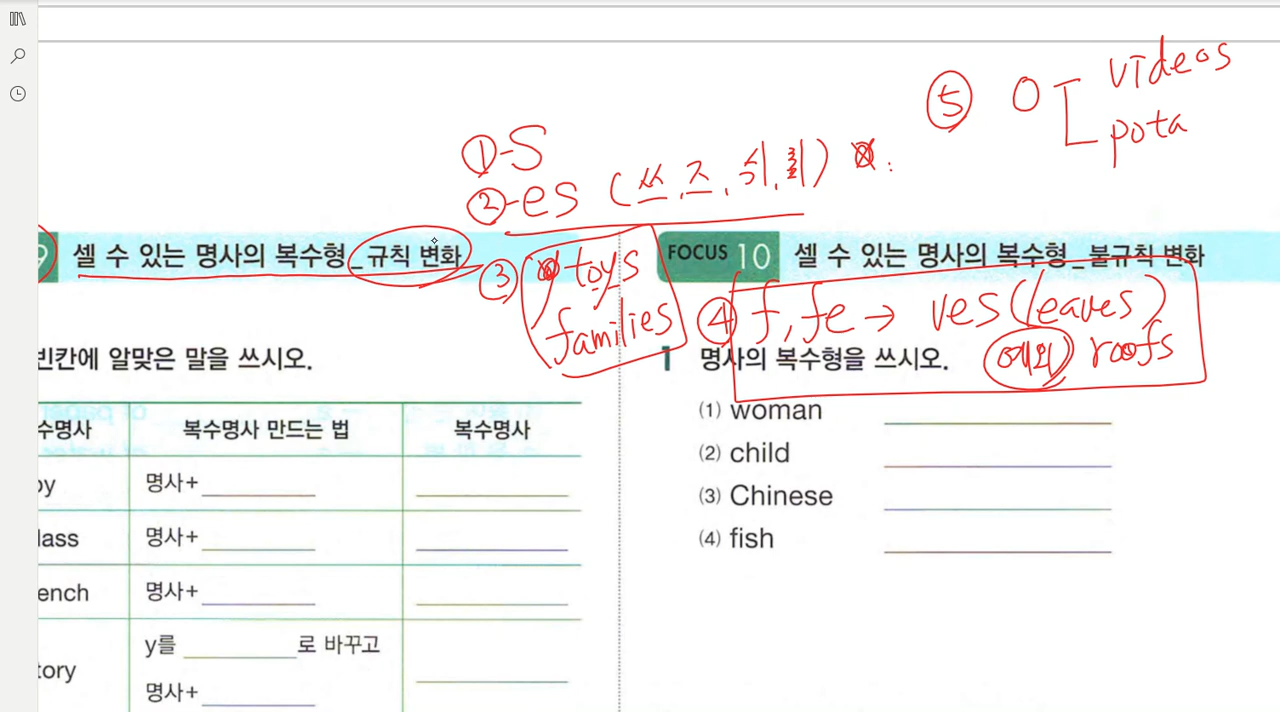 ⑤ O videos
pota
①-S
②-es (쓰, 즈, 쉬, 취)
9 셀 수 있는 명사의 복수형_규칙 변화
③ y toys
families
FOCUS 10 셀 수 있는 명사의 복수형_불규칙 변화
④ f, fe → ves (leaves)
예외 roofs
빈칸에 알맞은 말을 쓰시오.
수명사 복수명사 만드는 법 복수명사
oy 명사+
lass 명사+
ench 명사+
tory y를 로 바꾸고
명사+
1 명사의 복수형을 쓰시오.
(1) woman
(2) child
(3) Chinese
(4) fish